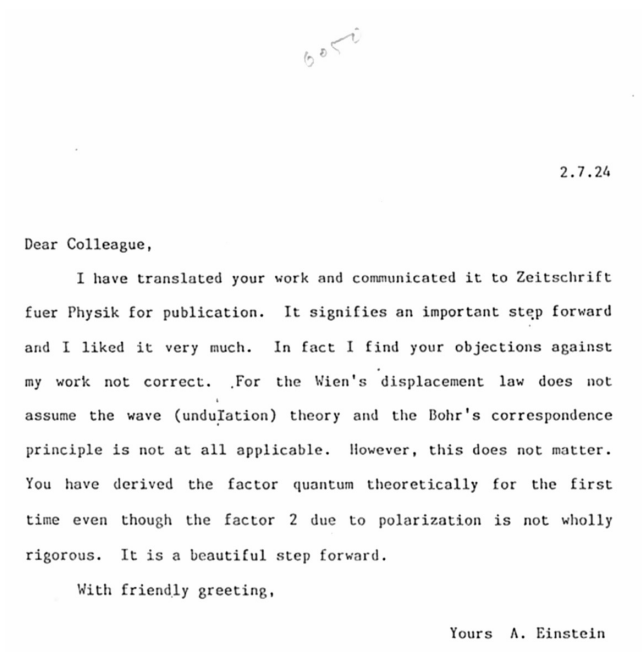 2.7.24
Dear Colleague,
I have translated your work and communicated it to Zeitschrift
fuer Physik for publication. It signifies an important step forward
and I liked it very much. In fact I find your objections against
my work not correct. For the Wien's displacement law does not
assume the wave (undulation) theory and the Bohr's correspondence
principle is not at all applicable. However, this does not matter.
You have derived the factor quantum theoretically for the first
time even though the factor 2 due to polarization is not wholly
rigorous. It is a beautiful step forward.
With friendly greeting,
Yours A. Einstein